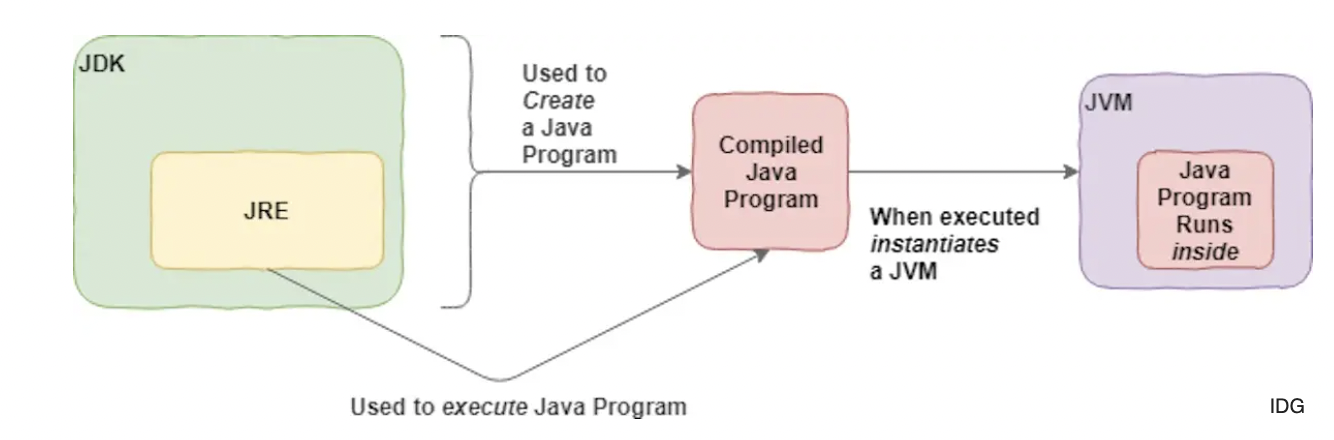 JDK
JRE
Used to
Create
a Java
Program
Compiled
Java
Program
When executed
instantiates
a JVM
JVM
Java
Program
Runs
inside
Used to execute Java Program
IDG